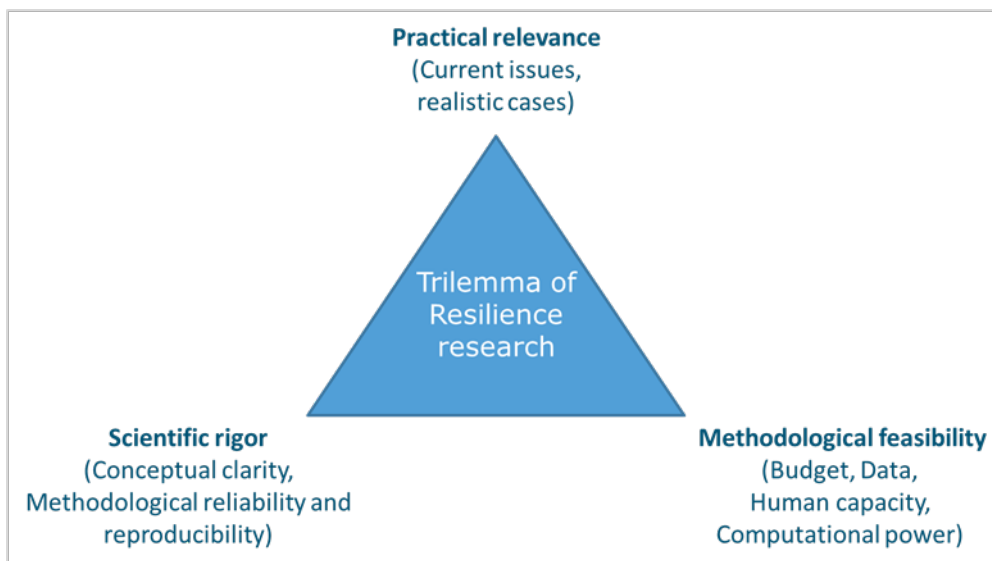 Practical relevance
(Current issues,
realistic cases)
Trilemma of
Resilience
research
Scientific rigor
(Conceptual clarity,
Methodological reliability and
reproducibility)
Methodological feasibility
(Budget, Data,
Human capacity,
Computational power)